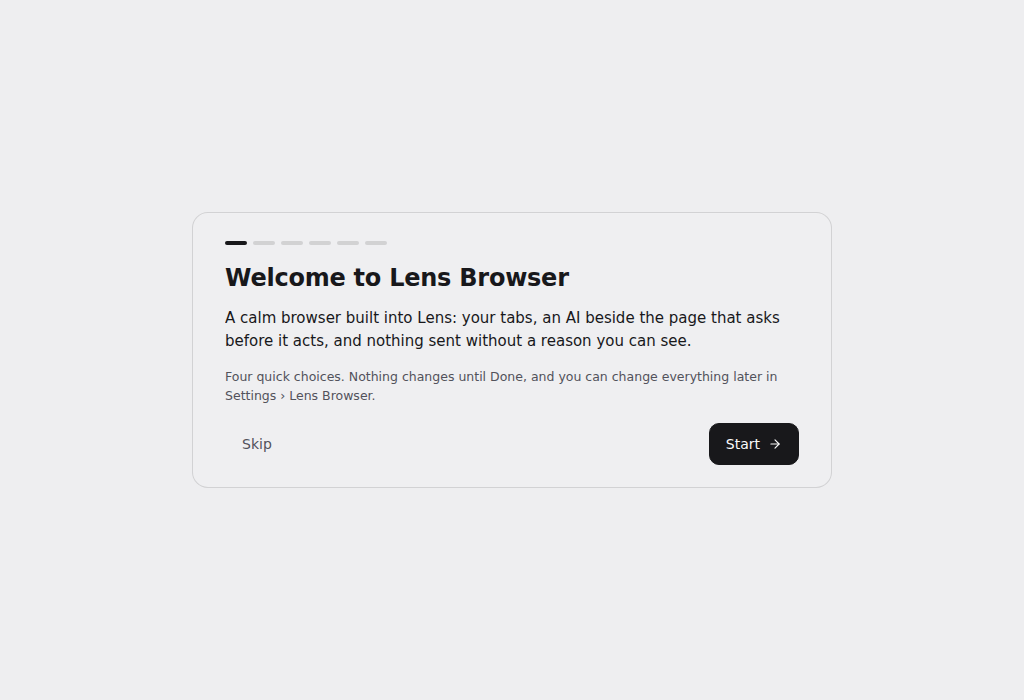 Welcome to Lens Browser
A calm browser built into Lens: your tabs, an AI beside the page that asks
before it acts, and nothing sent without a reason you can see.
Four quick choices. Nothing changes until Done, and you can change everything later in
Settings › Lens Browser.
Skip
Start →